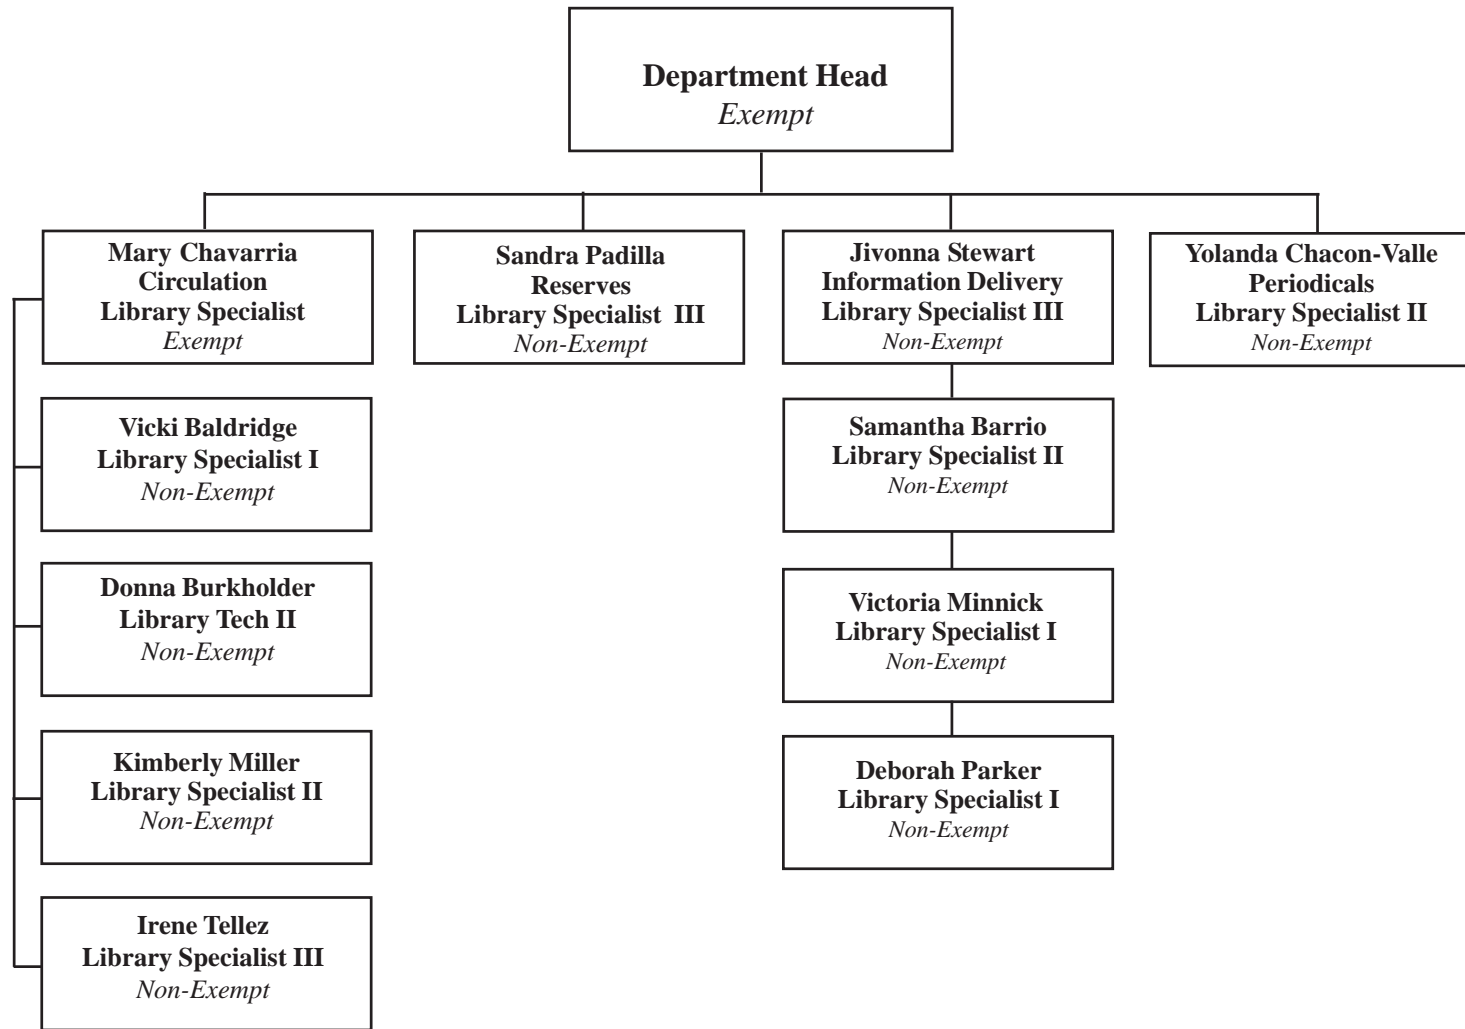 Department Head
Exempt
Mary Chavarria
Circulation
Library Specialist
Exempt
Sandra Padilla
Reserves
Library Specialist III
Non-Exempt
Jivonna Stewart
Information Delivery
Library Specialist III
Non-Exempt
Yolanda Chacon-Valle
Periodicals
Library Specialist II
Non-Exempt
Vicki Baldridge
Library Specialist I
Non-Exempt
Donna Burkholder
Library Tech II
Non-Exempt
Kimberly Miller
Library Specialist II
Non-Exempt
Irene Tellez
Library Specialist III
Non-Exempt
Samantha Barrio
Library Specialist II
Non-Exempt
Victoria Minnick
Library Specialist I
Non-Exempt
Deborah Parker
Library Specialist I
Non-Exempt